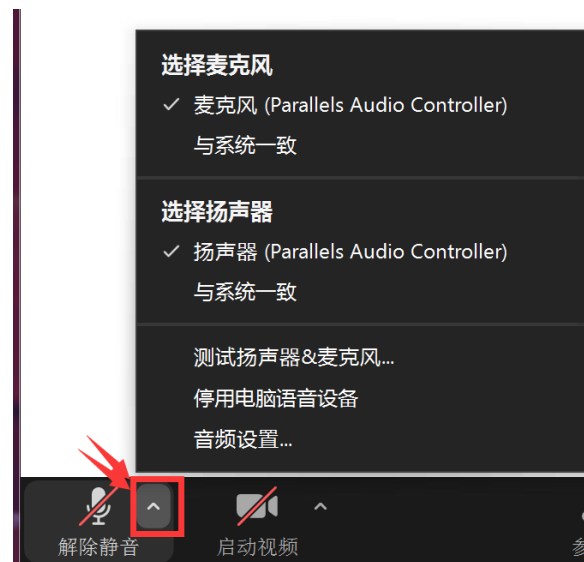 选择麦克风
麦克风 (Parallels Audio Controller)
与系统一致
选择扬声器
扬声器 (Parallels Audio Controller)
与系统一致
测试扬声器&麦克风...
停用电脑语音设备
音频设置...
解除静音
启动视频